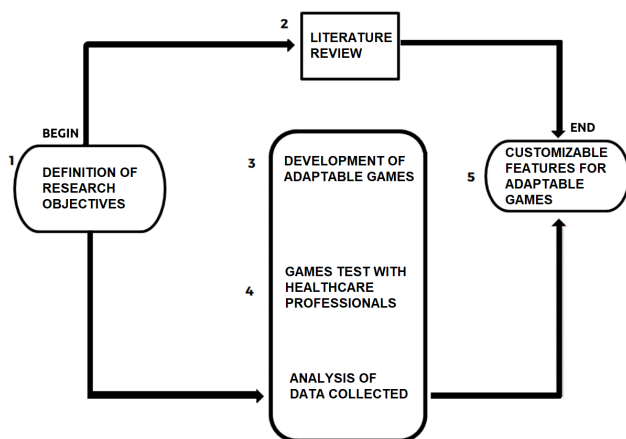 BEGIN
1
DEFINITION OF
RESEARCH
OBJECTIVES
2
LITERATURE
REVIEW
3
DEVELOPMENT OF
ADAPTABLE GAMES
4
GAMES TEST WITH
HEALTHCARE
PROFESSIONALS
ANALYSIS OF
DATA COLLECTED
END
5
CUSTOMIZABLE
FEATURES FOR
ADAPTABLE
GAMES